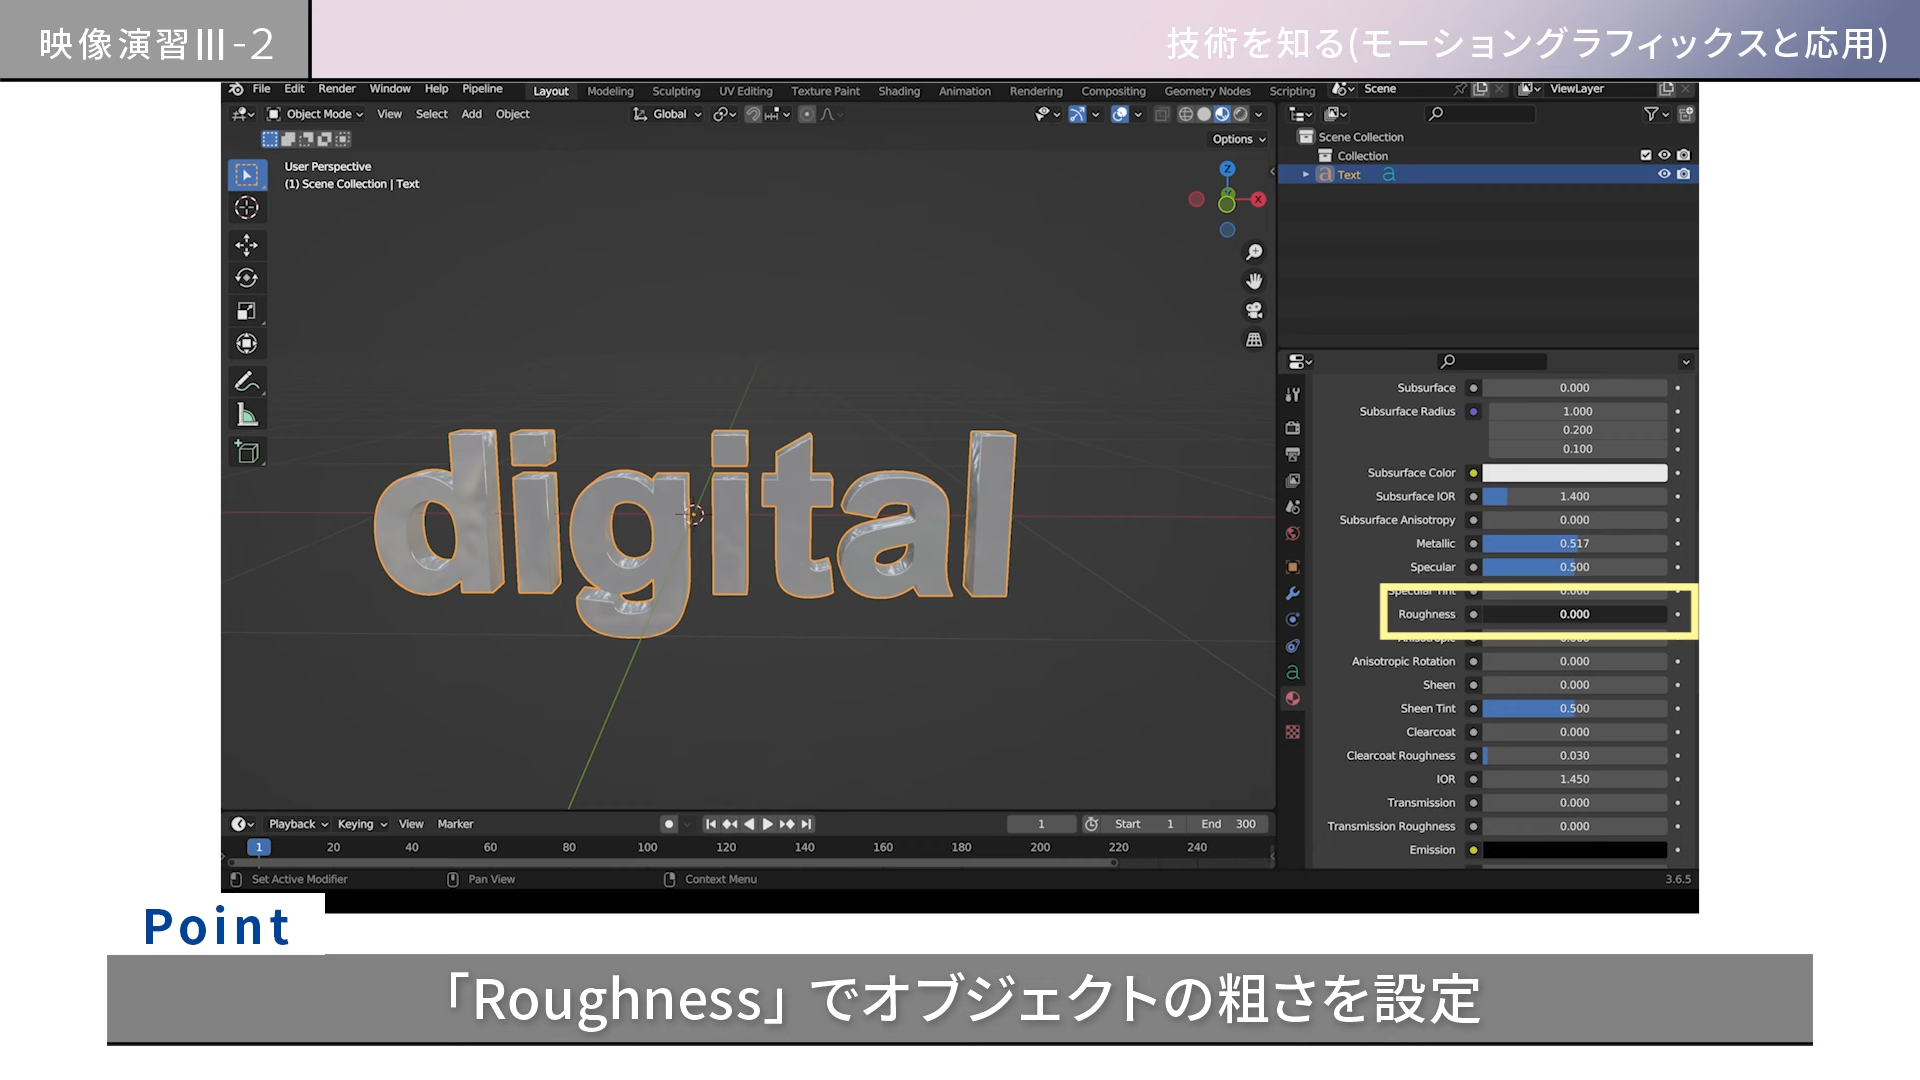 映像演習Ⅲ-2
技術を知る(モーショングラフィックスと応用)
File Edit Render Window Help Pipeline
Layout Modeling Sculpting UV Editing Texture Paint Shading Animation Rendering Compositing Geometry Nodes Scripting
Scene
ViewLayer
Object Mode View Select Add Object
Global
Options
User Perspective
(1) Scene Collection | Text
Z
Y
X
digital
Scene Collection
Collection
Text
Subsurface 0.000
Subsurface Radius 1.000
0.200
0.100
Subsurface Color
Subsurface IOR 1.400
Subsurface Anisotropy 0.000
Metallic 0.517
Specular 0.500
Specular Tint 0.000
Roughness 0.000
Anisotropic 0.000
Anisotropic Rotation 0.000
Sheen 0.000
Sheen Tint 0.500
Clearcoat 0.000
Clearcoat Roughness 0.030
IOR 1.450
Transmission 0.000
Transmission Roughness 0.000
Emission
Playback Keying View Marker
1 Start 1 End 300
1 20 40 60 80 100 120 140 160 180 200 220 240
Set Active Modifier Pan View Context Menu
3.6.5
Point
「Roughness」でオブジェクトの粗さを設定